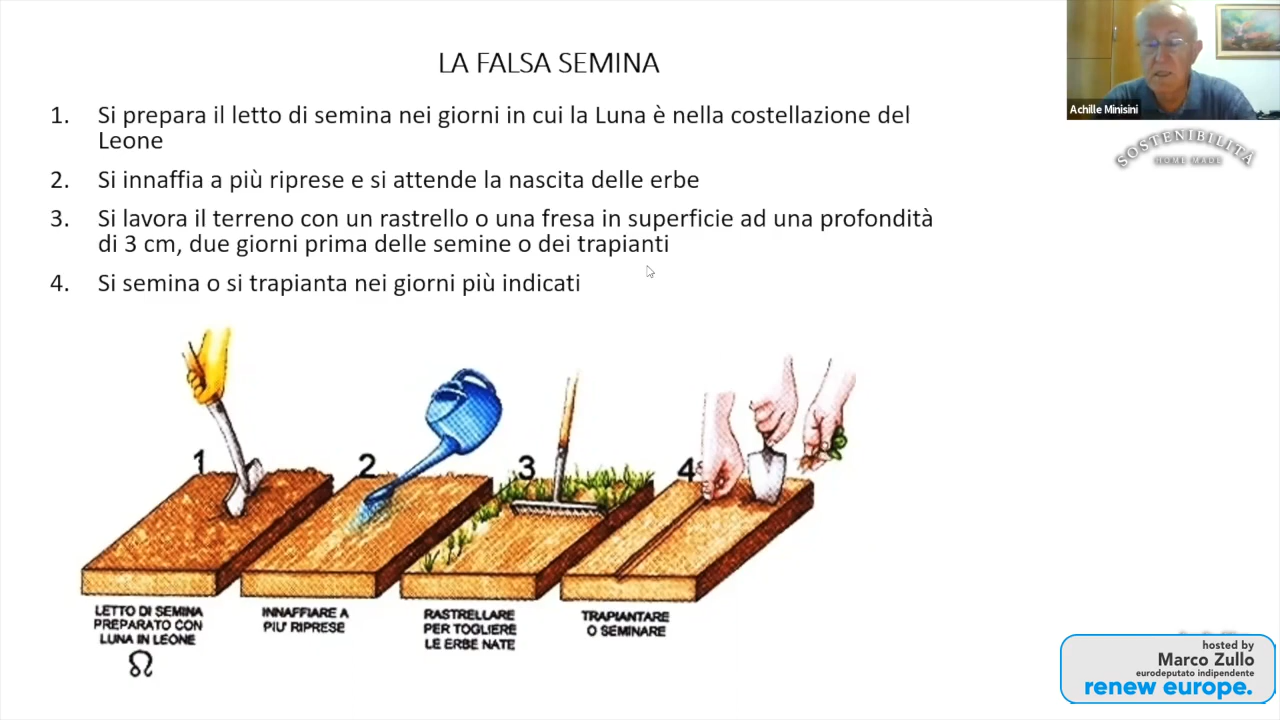 LA FALSA SEMINA
1. Si prepara il letto di semina nei giorni in cui la Luna è nella costellazione del
Leone
2. Si innaffia a più riprese e si attende la nascita delle erbe
3. Si lavora il terreno con un rastrello o una fresa in superficie ad una profondità
di 3 cm, due giorni prima delle semine o dei trapianti
4. Si semina o si trapianta nei giorni più indicati
Achille Minisini
SOSTENIBILITÀ
HOME MADE
1
2
3
4
LETTO DI SEMINA
PREPARATO CON
LUNA IN LEONE
♌
INNAFFIARE A
PIU' RIPRESE
RASTRELLARE
PER TOGLIERE
LE ERBE NATE
TRAPIANTARE
O SEMINARE
hosted by
Marco Zullo
eurodeputato indipendente
renew europe.